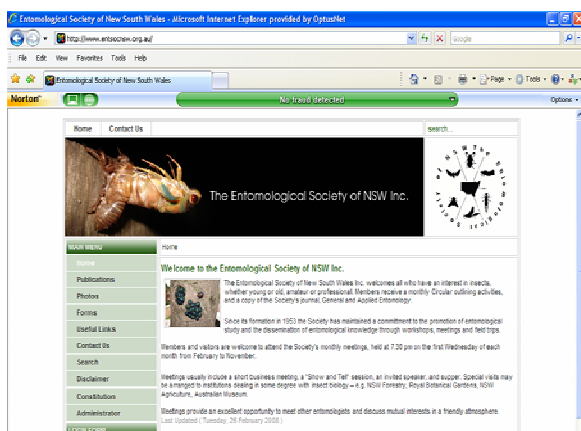 Entomological Society of New South Wales - Microsoft Internet Explorer provided by OptusNet
http://www.entsocnsw.org.au/
Google
File Edit View Favorites Tools Help
Entomological Society of New South Wales
Page Tools
Norton
No fraud detected
Options
Home Contact Us
search...
The Entomological Society of NSW Inc.
MAIN MENU
Home
Home
Publications
Photos
Forms
Useful Links
Contact Us
Search
Disclaimer
Constitution
Administrator
LOGIN FORM
Welcome to the Entomological Society of NSW Inc.
The Entomological Society of New South Wales Inc. welcomes all who have an interest in insects,
whether young or old, amateur or professional. Members receive a monthly Circular outlining activities,
and a copy of the Society's journal, General and Applied Entomology.
Since its formation in 1953 the Society has maintained a commitment to the promotion of entomological
study and the dissemination of entomological knowledge through workshops, meetings and field trips.
Members and visitors are welcome to attend the Society's monthly meetings, held at 7.30 pm on the first Wednesday of each
month from February to November.
Meetings usually include a short business meeting, a "Show and Tell" session, an invited speaker, and supper. Special visits may
be arranged to institutions dealing in some degree with insect biology – e.g. NSW Forestry, Royal Botanical Gardens, NSW
Agriculture, Australian Museum.
Meetings provide an excellent opportunity to meet other entomologists and discuss mutual interests in a friendly atmosphere.
Last Updated ( Tuesday, 26 February 2008 )